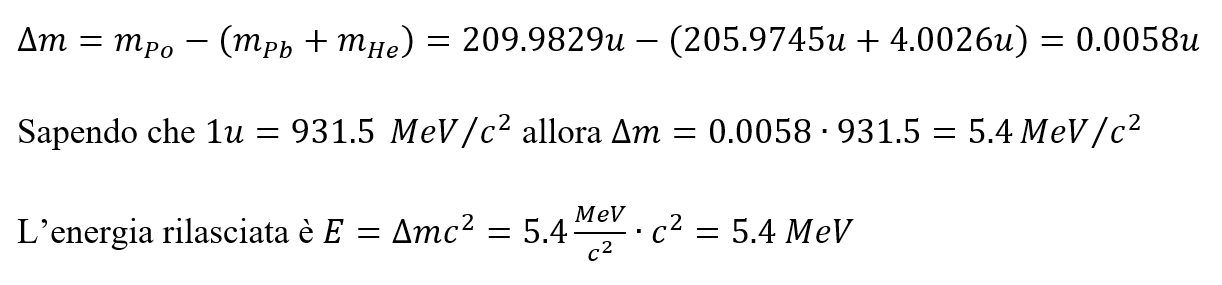 Δm = m_Po − (m_Pb + m_He) = 209.9829u − (205.9745u + 4.0026u) = 0.0058u
Sapendo che 1u = 931.5 MeV/c² allora Δm = 0.0058 · 931.5 = 5.4 MeV/c²
L’energia rilasciata è E = Δmc² = 5.4 MeV/c² · c² = 5.4 MeV